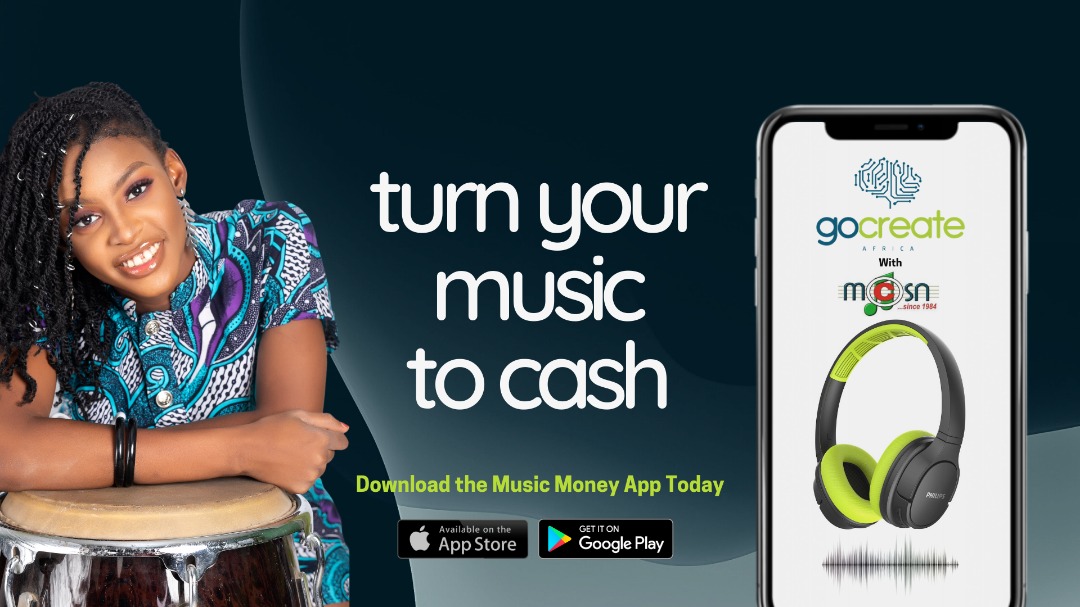 turn your
music
to cash
Download the Music Money App Today
Available on the
App Store
GET IT ON
Google Play
gocreate
AFRICA
With
mCsn
...since 1984
PHILIPS